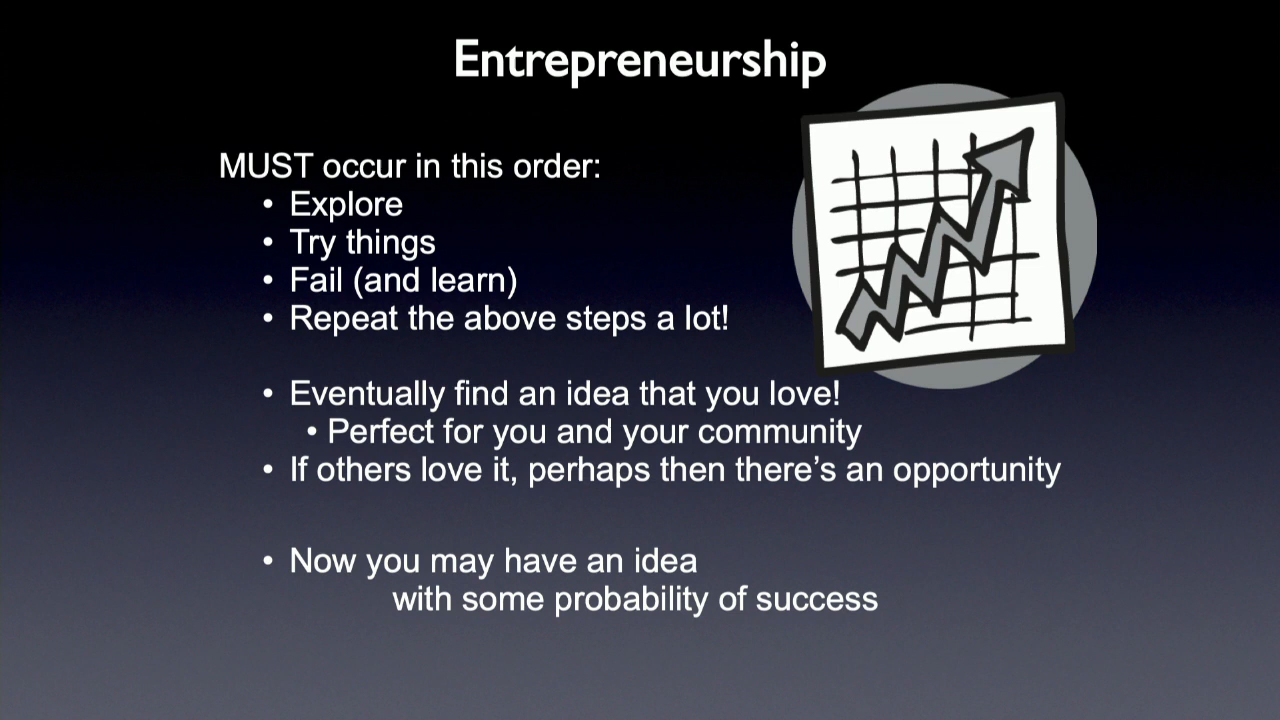 Entrepreneurship
MUST occur in this order:
• Explore
• Try things
• Fail (and learn)
• Repeat the above steps a lot!
• Eventually find an idea that you love!
• Perfect for you and your community
• If others love it, perhaps then there’s an opportunity
• Now you may have an idea
with some probability of success